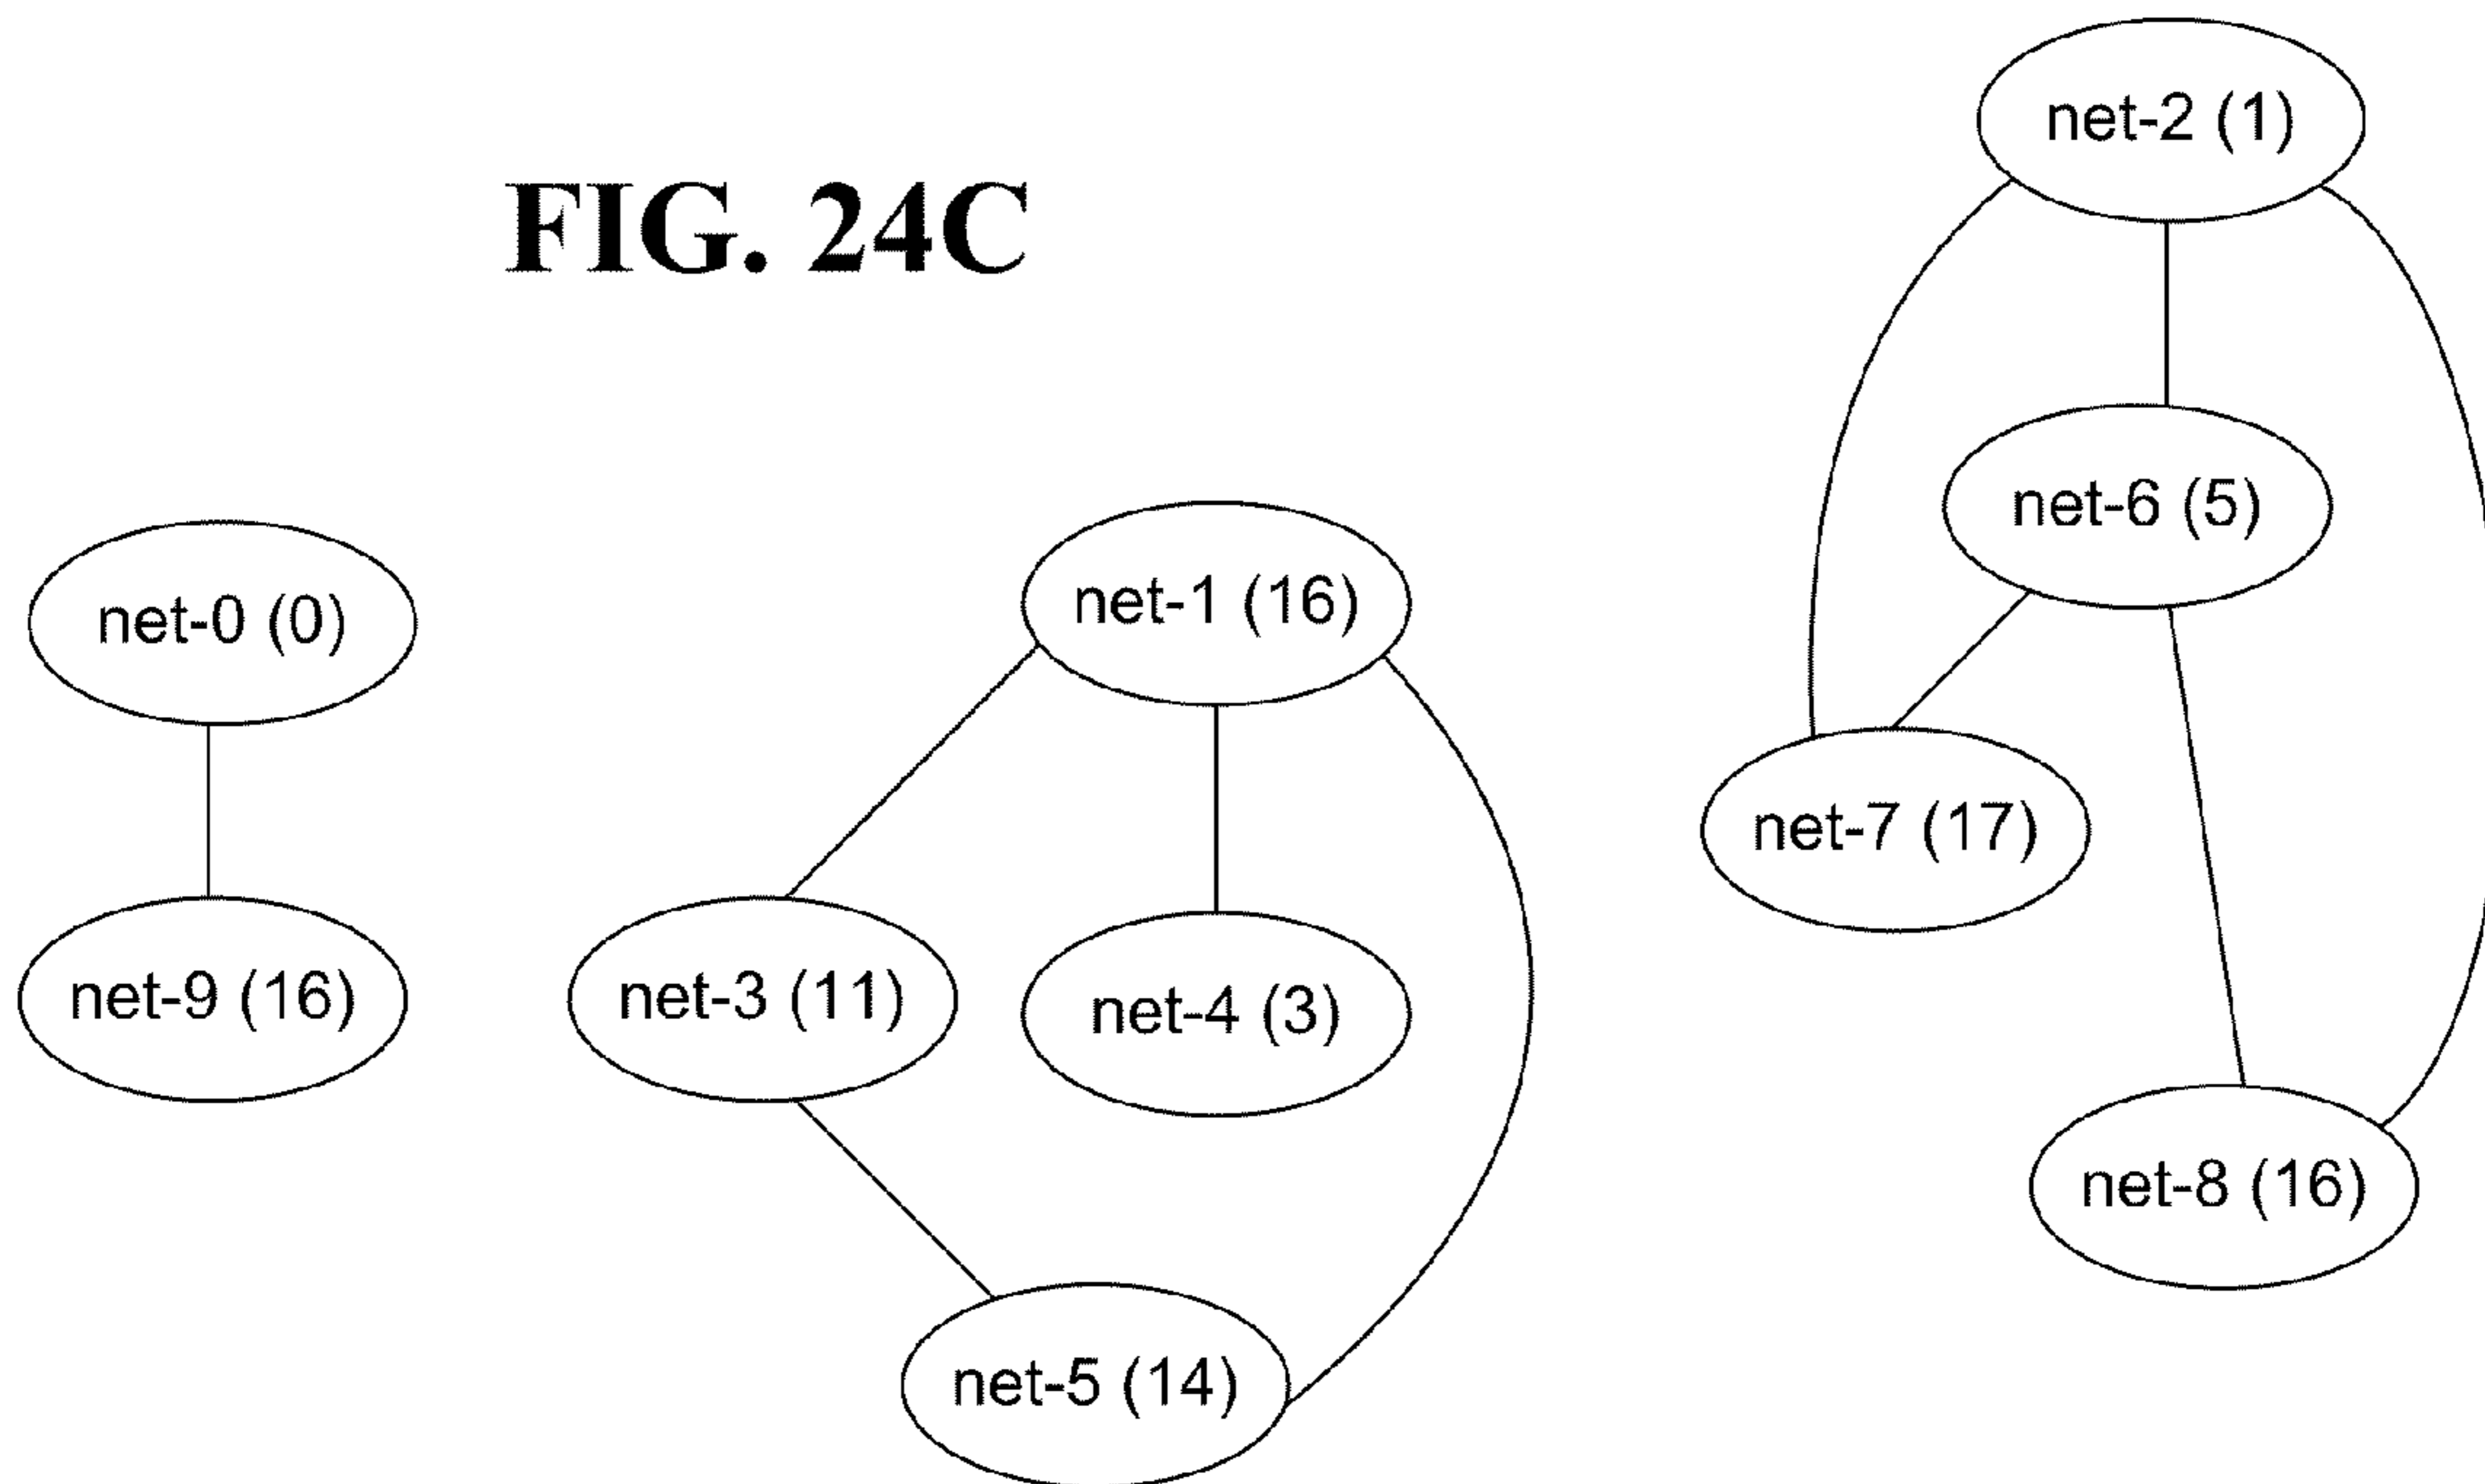 FIG. 24C
net-0 (0)
net-9 (16)
net-1 (16)
net-3 (11)
net-4 (3)
net-5 (14)
net-2 (1)
net-6 (5)
net-7 (17)
net-8 (16)